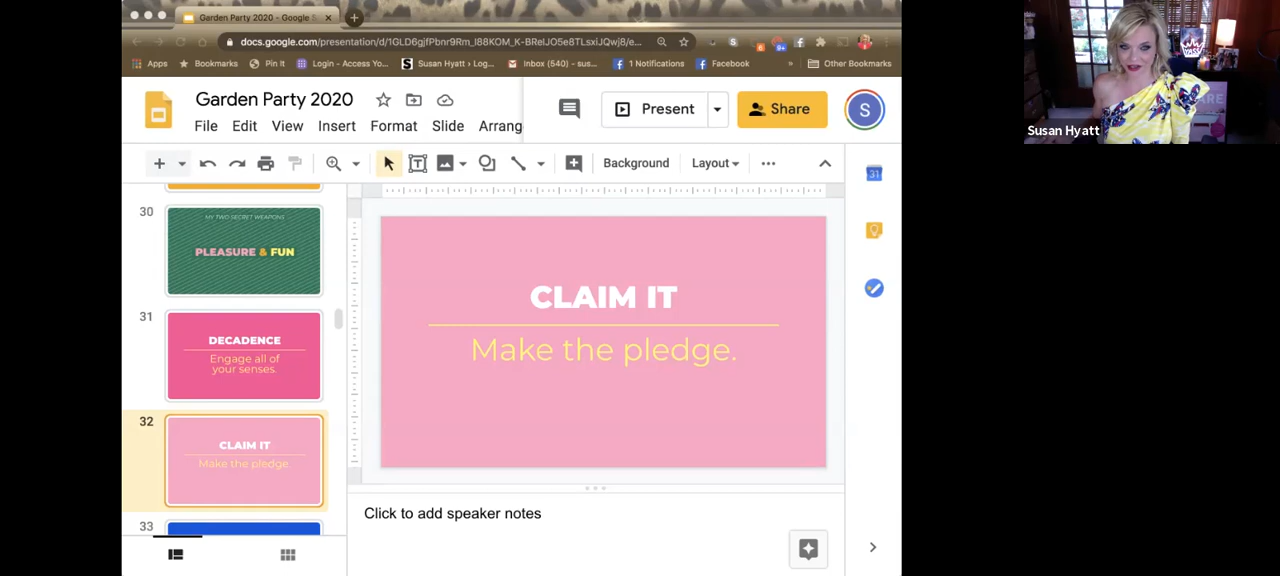 Garden Party 2020 - Google S
docs.google.com/presentation/d/1GLD6gjfPbnr9Rm_I88KOM_K-BReIJO5e8TLsxiJQwj8/e...
Apps
Bookmarks
Pin It
Login - Access Yo...
Susan Hyatt › Log...
Inbox (540) - sus...
1 Notifications
Facebook
»
Other Bookmarks
Garden Party 2020
File Edit View Insert Format Slide Arrang
Present
Share
S
Background
Layout
30
MY TWO SECRET WEAPONS
PLEASURE & FUN
31
DECADENCE
Engage all of
your senses.
32
CLAIM IT
Make the pledge.
33
CLAIM IT
Make the pledge.
Click to add speaker notes
31
Susan Hyatt